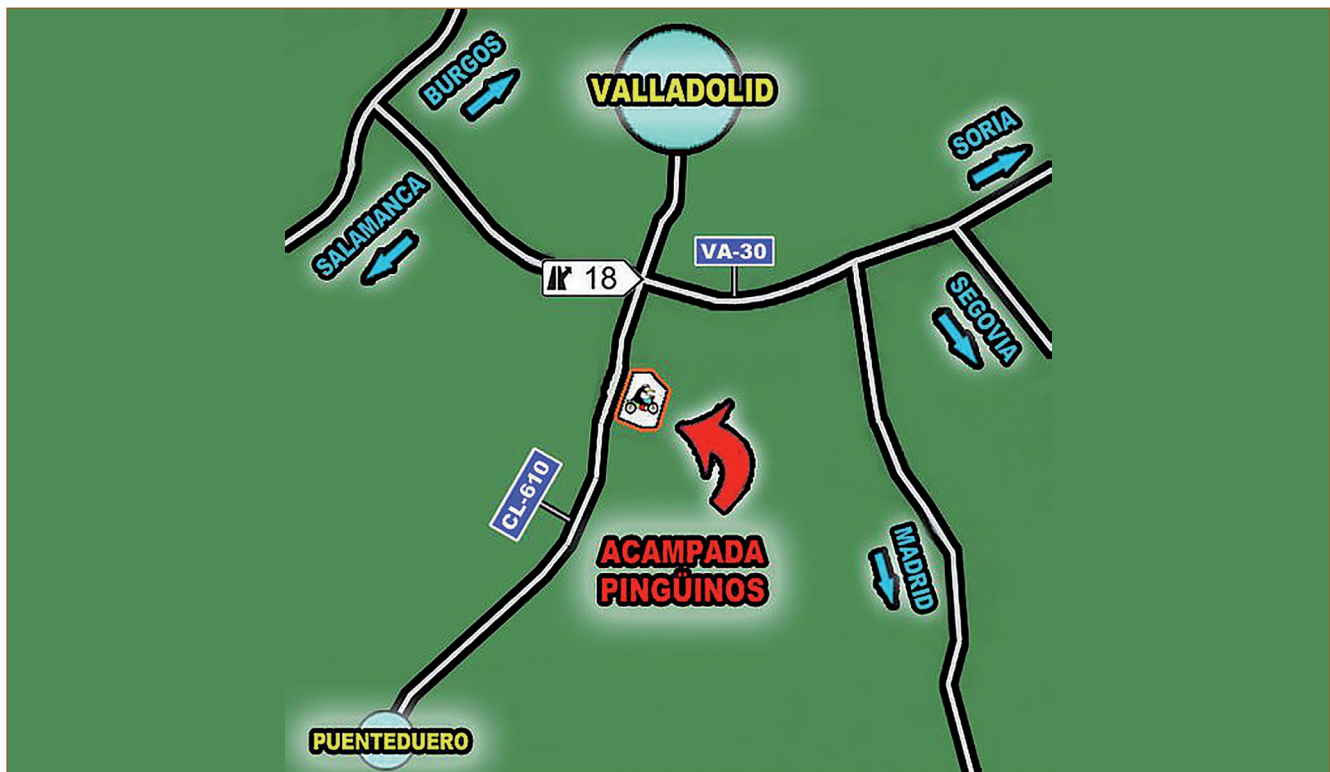 BURGOS
VALLADOLID
SORIA
SALAMANCA
VA-30
18
SEGOVIA
CL-610
ACAMPADA
PINGÜINOS
MADRID
PUENTEDUERO